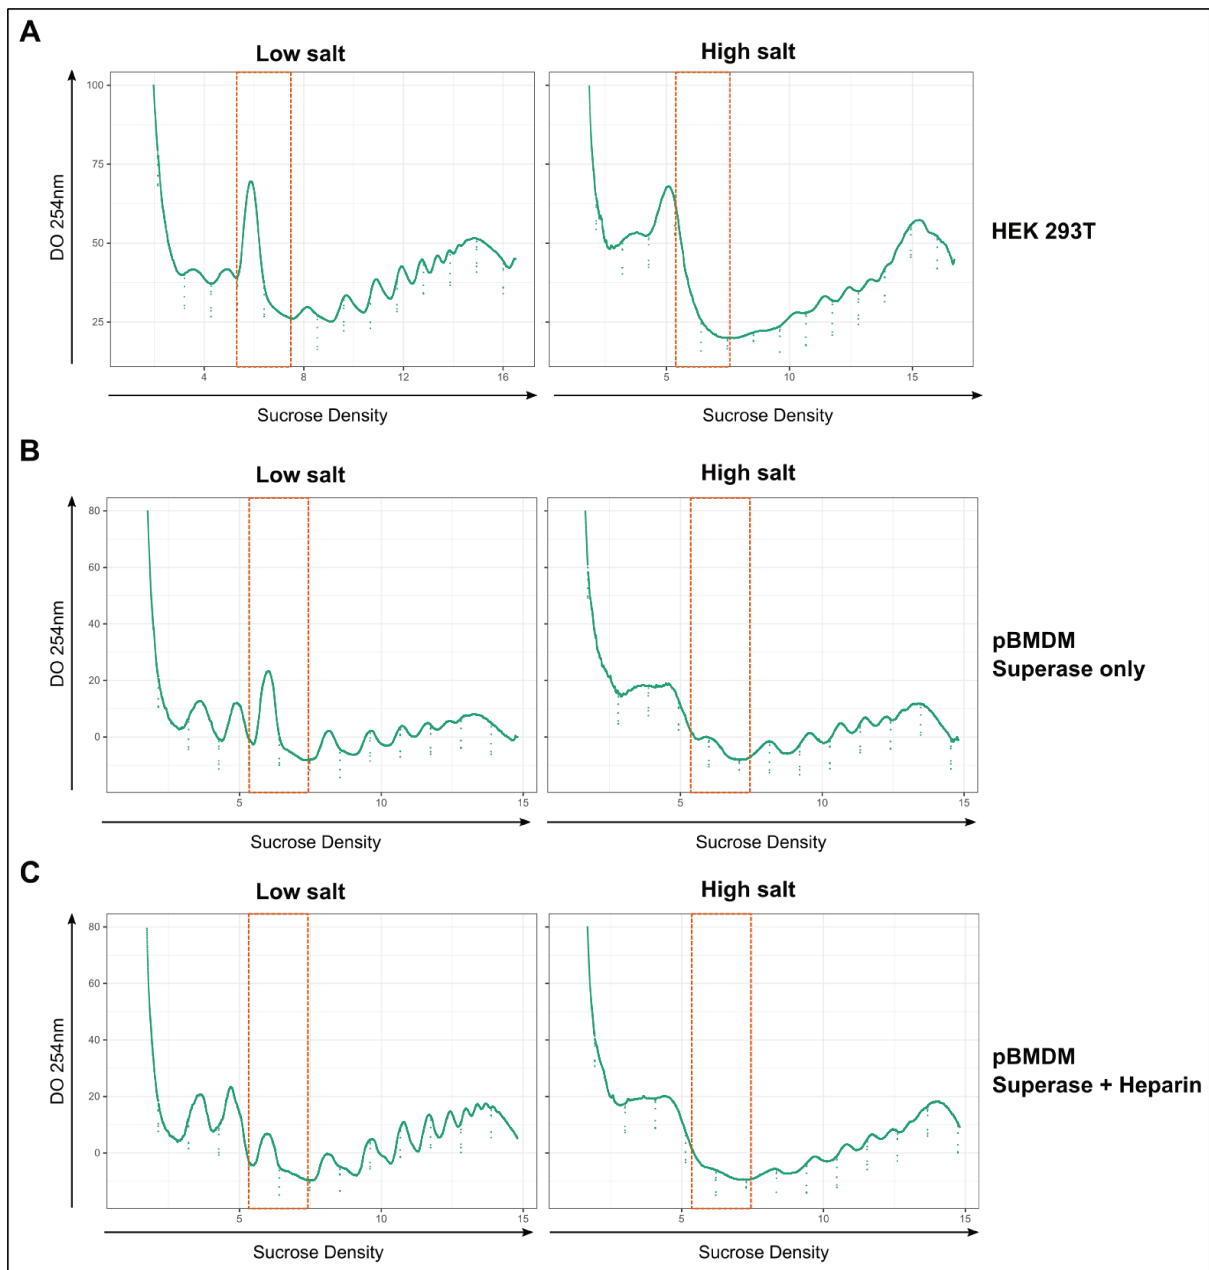 A
Low salt
High salt
100
75
50
25
DO 254nm
4
8
12
16
5
10
15
Sucrose Density
Sucrose Density
HEK 293T
B
Low salt
High salt
80
60
40
20
0
DO 254nm
5
10
15
5
10
15
Sucrose Density
Sucrose Density
pBMDM
Superase only
C
Low salt
High salt
80
60
40
20
0
DO 254nm
5
10
15
5
10
15
Sucrose Density
Sucrose Density
pBMDM
Superase + Heparin